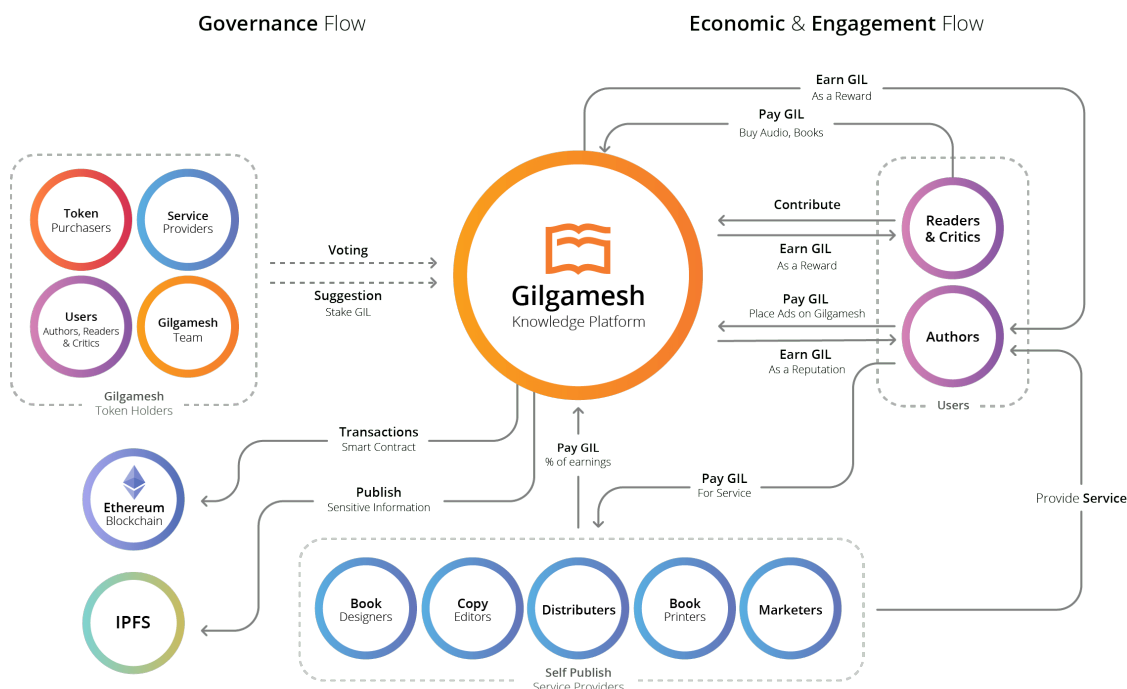 Governance Flow
Economic & Engagement Flow
Earn GIL
As a Reward
Pay GIL
Buy Audio, Books
Token
Purchasers
Service
Providers
Users
Authors, Readers
& Critics
Gilgamesh
Team
Gilgamesh
Token Holders
Voting
Suggestion
Stake GIL
Gilgamesh
Knowledge Platform
Contribute
Earn GIL
As a Reward
Pay GIL
Place Ads on Gilgamesh
Earn GIL
As a Reputation
Readers
& Critics
Authors
Users
Transactions
Smart Contract
Publish
Sensitive Information
Pay GIL
% of earnings
Pay GIL
For Service
Provide Service
Ethereum
Blockchain
IPFS
Book
Designers
Copy
Editors
Distributers
Book
Printers
Marketers
Self Publish
Service Providers